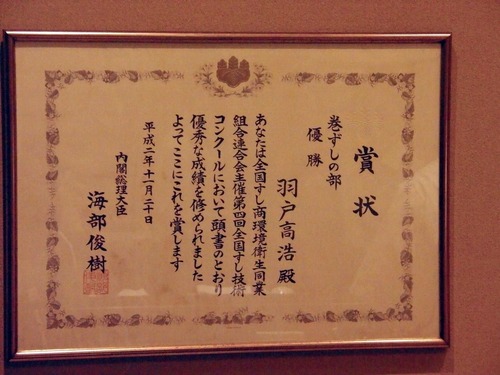 賞状
巻ずしの部
優勝
羽戸高浩殿
あなたは全国すし商環境衛生同業
組合連合会主催第四回全国すし技術
コンクールにおいて頭書のとおり
優秀な成績を修められました
よってここにこれを賞します
平成二年十一月二十日
内閣総理大臣
海部俊樹